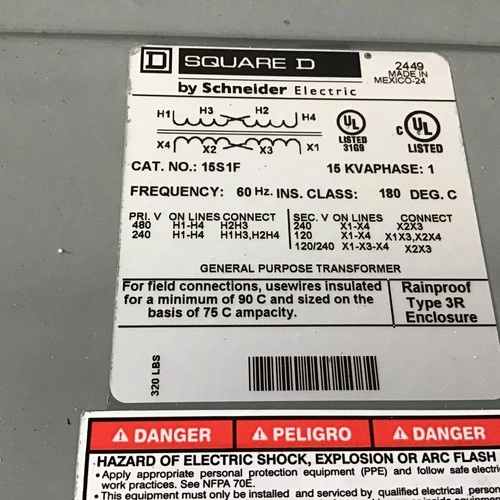 D SQUARE D ®
2449
MADE IN
MEXICO-24
by Schneider Electric
H1 H3 H2 H4
X4 X2 X3 X1
UL ®
LISTED
31G9
C UL ®
LISTED
CAT. NO.: 15S1F 15 KVA PHASE: 1
FREQUENCY: 60 Hz. INS. CLASS: 180 DEG. C
PRI. V ON LINES CONNECT
480 H1-H4 H2H3
240 H1-H4 H1H3,H2H4
SEC. V ON LINES CONNECT
240 X1-X4 X2X3
120 X1-X4 X1X3,X2X4
120/240 X1-X3-X4 X2X3
GENERAL PURPOSE TRANSFORMER
For field connections, usewires insulated
for a minimum of 90 C and sized on the
basis of 75 C ampacity.
Rainproof
Type 3R
Enclosure
320 LBS
DANGER PELIGRO DANGER
HAZARD OF ELECTRIC SHOCK, EXPLOSION OR ARC FLASH
• Apply appropriate personal protection equipment (PPE) and follow safe electric
work practices. See NFPA 70E.
• This equipment must only be installed and serviced by qualified electrical person